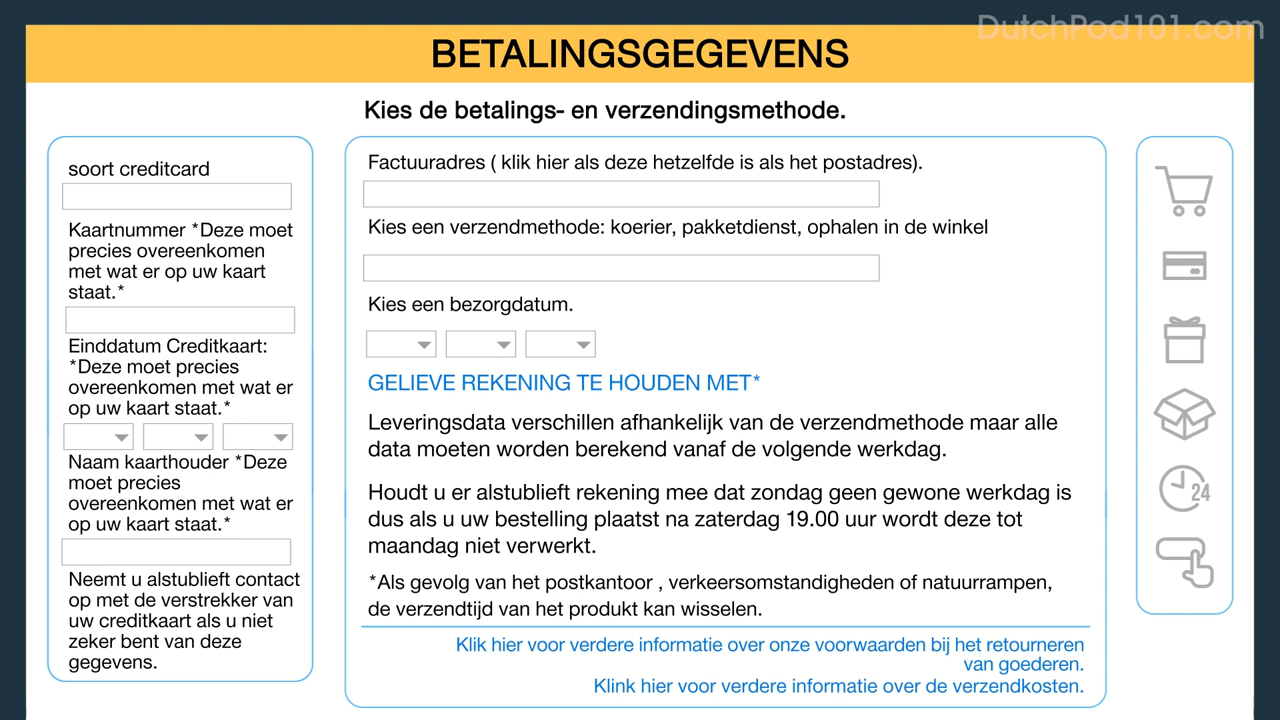 DutchPod101.com
BETALINGSGEGEVENS
Kies de betalings- en verzendingsmethode.
soort creditcard
Kaartnummer *Deze moet
precies overeenkomen
met wat er op uw kaart
staat.*
Einddatum Creditkaart:
*Deze moet precies
overeenkomen met wat er
op uw kaart staat.*
Naam kaarthouder *Deze
moet precies
overeenkomen met wat er
op uw kaart staat.*
Neemt u alstublieft contact
op met de verstrekker van
uw creditkaart als u niet
zeker bent van deze
gegevens.
Factuuradres ( klik hier als deze hetzelfde is als het postadres).
Kies een verzendmethode: koerier, pakketdienst, ophalen in de winkel
Kies een bezorgdatum.
GELIEVE REKENING TE HOUDEN MET*
Leveringsdata verschillen afhankelijk van de verzendmethode maar alle
data moeten worden berekend vanaf de volgende werkdag.
Houdt u er alstublieft rekening mee dat zondag geen gewone werkdag is
dus als u uw bestelling plaatst na zaterdag 19.00 uur wordt deze tot
maandag niet verwerkt.
*Als gevolg van het postkantoor , verkeersomstandigheden of natuurrampen,
de verzendtijd van het produkt kan wisselen.
Klik hier voor verdere informatie over onze voorwaarden bij het retourneren
van goederen.
Klink hier voor verdere informatie over de verzendkosten.
24